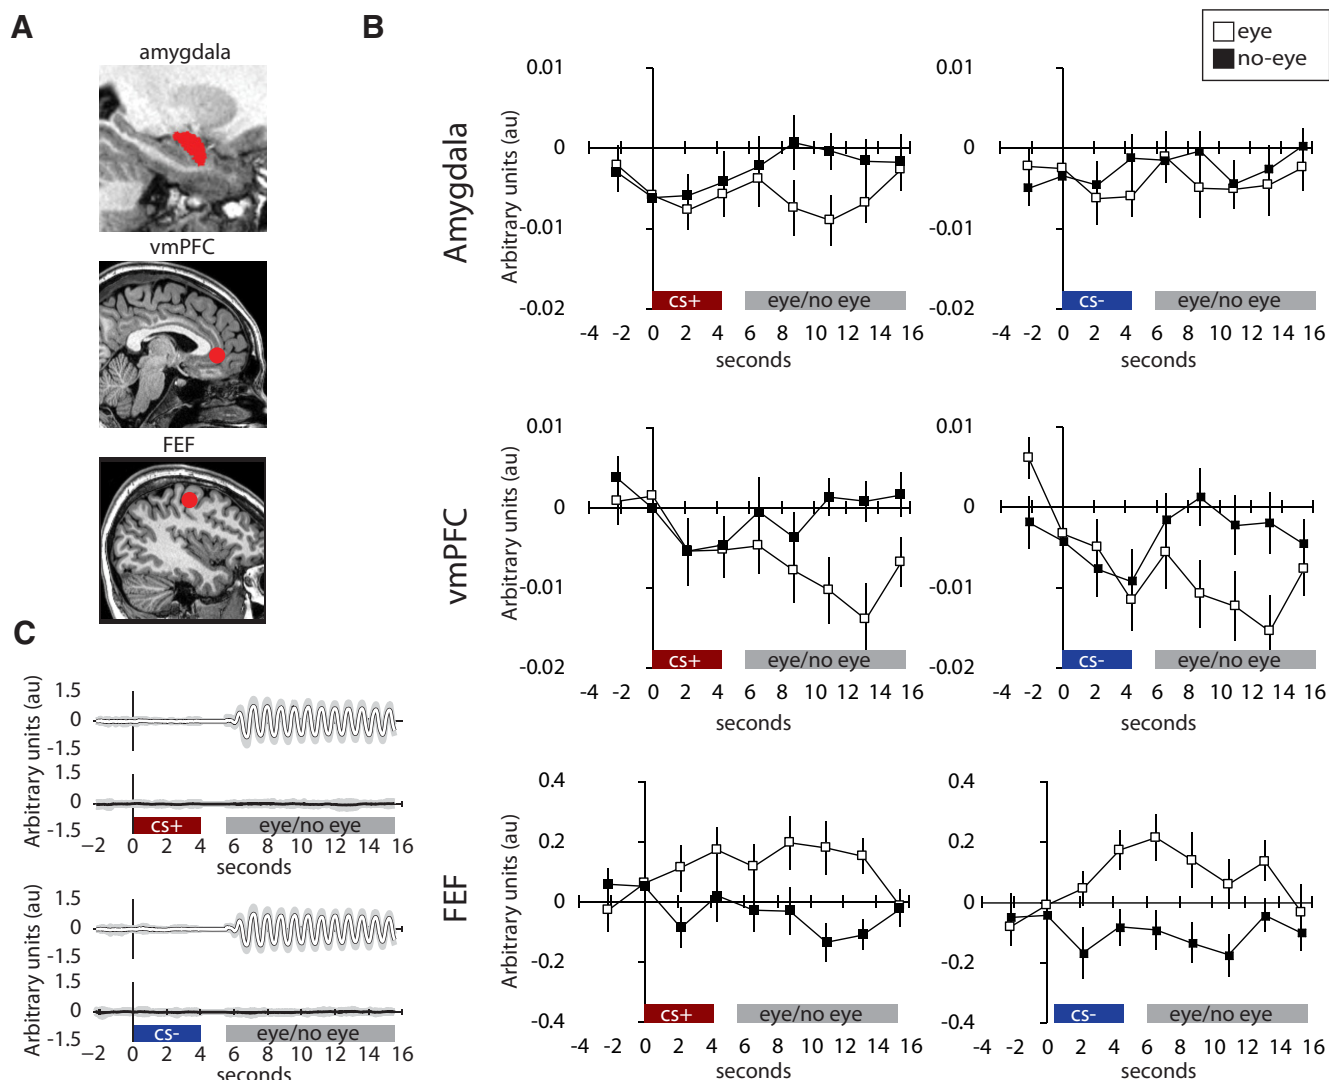 A
amygdala
vmPFC
FEF
B
eye
no-eye
Amygdala
Arbitrary units (au)
0.01
0
-0.01
-0.02
cs+
eye/no eye
-4 -2 0 2 4 6 8 10 12 14 16
seconds
0.01
0
-0.01
-0.02
cs-
eye/no eye
-4 -2 0 2 4 6 8 10 12 14 16
seconds
vmPFC
Arbitrary units (au)
0.01
0
-0.01
-0.02
cs+
eye/no eye
-4 -2 0 2 4 6 8 10 12 14 16
seconds
0.01
0
-0.01
-0.02
cs-
eye/no eye
-4 -2 0 2 4 6 8 10 12 14 16
seconds
FEF
Arbitrary units (au)
0.4
0.2
0
-0.2
-0.4
cs+
eye/no eye
-4 -2 0 2 4 6 8 10 12 14 16
seconds
0.4
0.2
0
-0.2
-0.4
cs-
eye/no eye
-4 -2 0 2 4 6 8 10 12 14 16
seconds
C
Arbitrary units (au)
1.5
0
-1.5
1.5
0
-1.5
cs+
eye/no eye
−2 0 2 4 6 8 10 12 14 16
seconds
Arbitrary units (au)
1.5
0
-1.5
1.5
0
-1.5
cs-
eye/no eye
−2 0 2 4 6 8 10 12 14 16
seconds